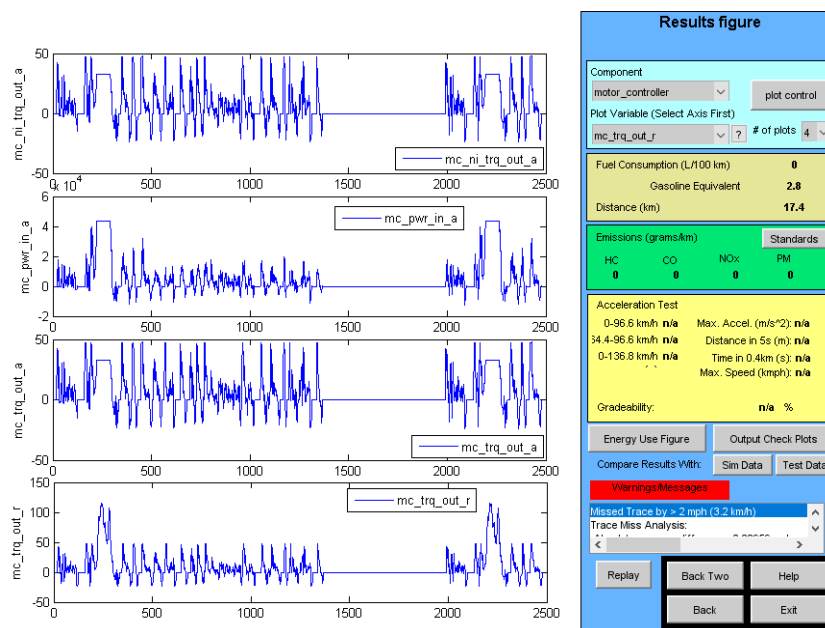 Results figure
50
0
-50
mc_ni_trq_out_a
mc_ni_trq_out_a
0 500 1000 1500 2000 2500
x 10^4
6
4
2
0
-2
mc_pwr_in_a
mc_pwr_in_a
0 500 1000 1500 2000 2500
50
0
-50
mc_trq_out_a
mc_trq_out_a
0 500 1000 1500 2000 2500
150
100
50
0
-50
mc_trq_out_r
mc_trq_out_r
0 500 1000 1500 2000 2500
Component
motor_controller
plot control
Plot Variable (Select Axis First)
mc_trq_out_r ? # of plots 4
Fuel Consumption (L/100 km) 0
Gasoline Equivalent 2.8
Distance (km) 17.4
Emissions (grams/km) Standards
HC CO NOx PM
0 0 0 0
Acceleration Test
0-96.6 km/h n/a Max. Accel. (m/s^2): n/a
64.4-96.6 km/h n/a Distance in 5s (m): n/a
0-136.8 km/h n/a Time in 0.4km (s): n/a
Max. Speed (kmph): n/a
Gradeability: n/a %
Energy Use Figure Output Check Plots
Compare Results With: Sim Data Test Data
Warnings/Messages
Missed Trace by > 2 mph (3.2 km/h)
Trace Miss Analysis:
Replay Back Two Help
Back Exit